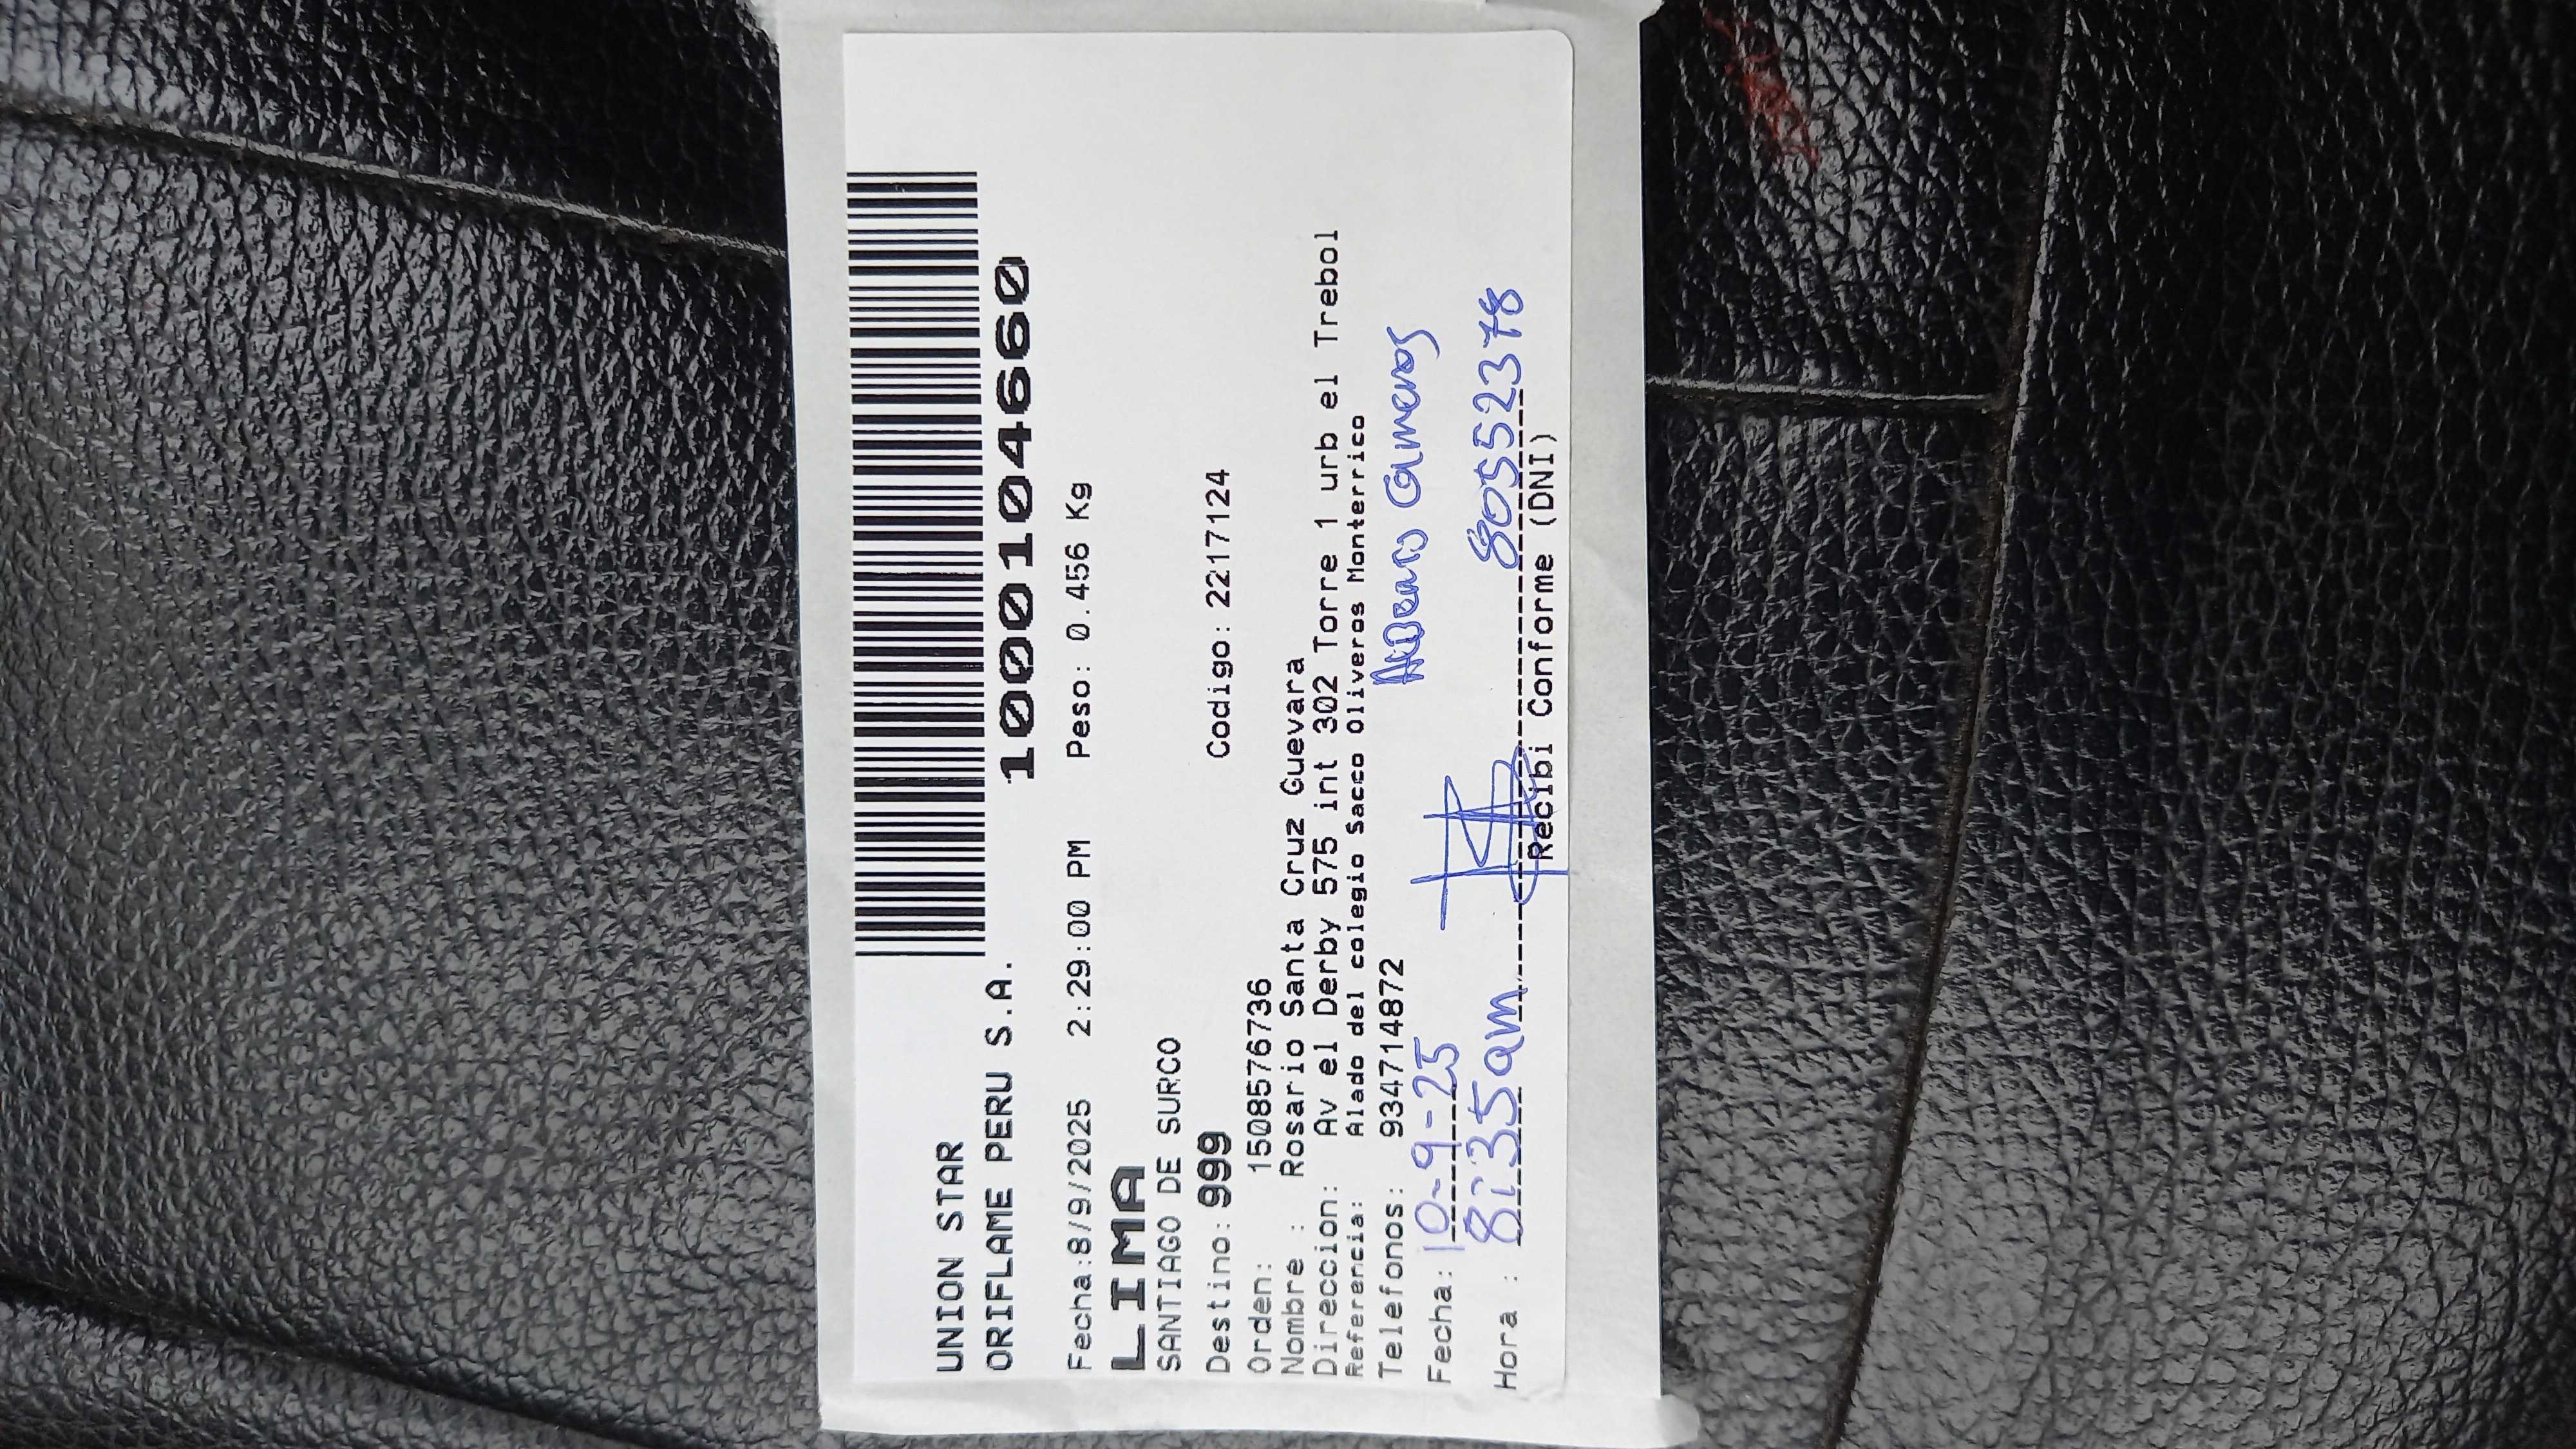 UNION STAR
ORIFLAME PERU S.A.
1000104660
Fecha:8/9/2025 2:29:00 PM Peso: 0.456 Kg
LIMA
SANTIAGO DE SURCO
Destino: 999 Codigo: 22217124
Orden: 1508576736
Nombre : Rosario Santa Cruz Guevara
Direccion: Av el Derby 575 int 302 Torre 1 urb el Trebol
Referencia: Alado del colegio Sacco Oliveros Monterrico
Telefonos: 934714872
Fecha: 10-9-25
Hora : 8:35am 80552378
Recibi Conforme (DNI)